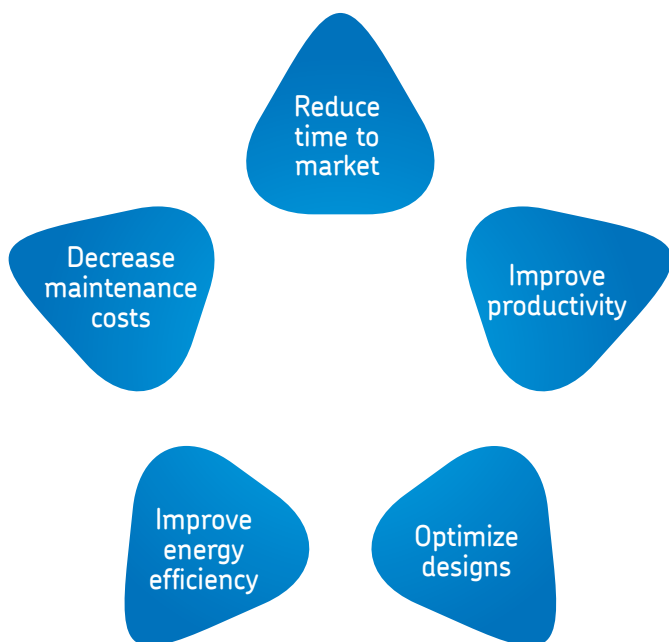 Reduce
time to
market
Decrease
maintenance
costs
Improve
productivity
Improve
energy
efficiency
Optimize
designs